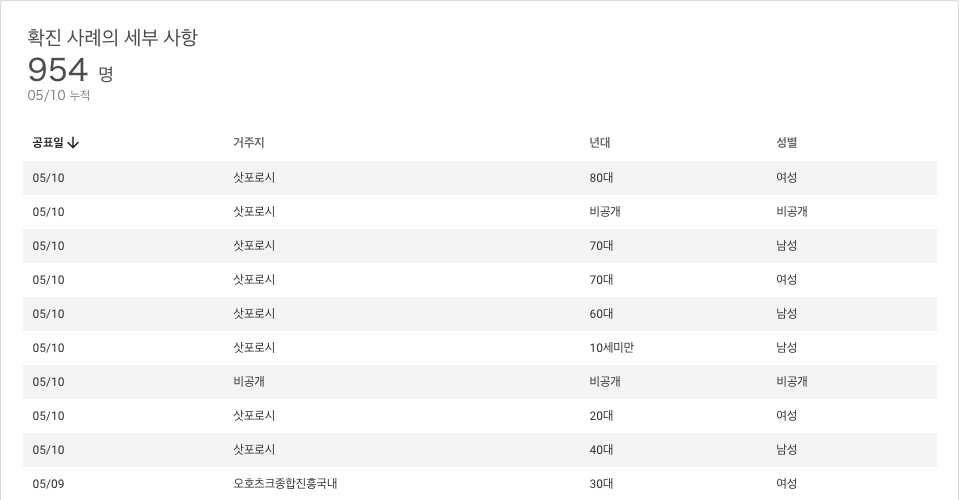 확진 사례의 세부 사항
954 명
05/10 누적
공표일 거주지 년대 성별
05/10 삿포로시 80대 여성
05/10 삿포로시 비공개 비공개
05/10 삿포로시 70대 남성
05/10 삿포로시 70대 여성
05/10 삿포로시 60대 남성
05/10 삿포로시 10세미만 남성
05/10 비공개 비공개 비공개
05/10 삿포로시 20대 여성
05/10 삿포로시 40대 남성
05/09 오호츠크종합진흥국내 30대 여성